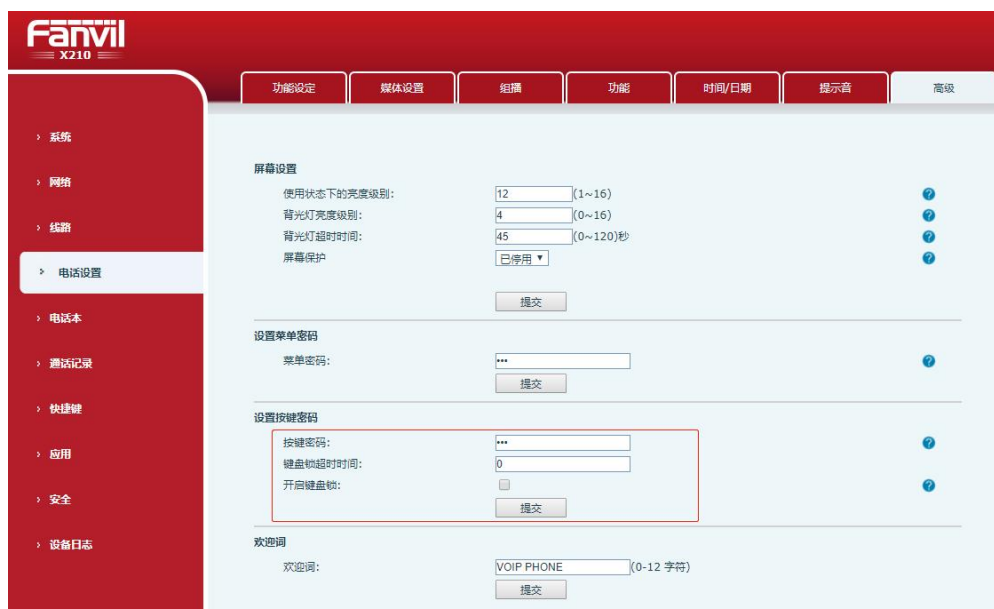 Fanvil
X210
功能设定 媒体设置 组播 功能 时间/日期 提示音 高级
系统
网络
线路
电话设置
电话本
通话记录
快捷键
应用
安全
设备日志
屏幕设置
使用状态下的亮度级别: 12 (1~16)
背光灯亮度级别: 4 (0~16)
背光灯超时时间: 45 (0~120)秒
屏幕保护 已停用
提交
设置菜单密码
菜单密码: •••
提交
设置按键密码
按键密码: •••
键盘锁超时时间: 0
开启键盘锁:
提交
欢迎词
欢迎词: VOIP PHONE (0-12 字符)
提交